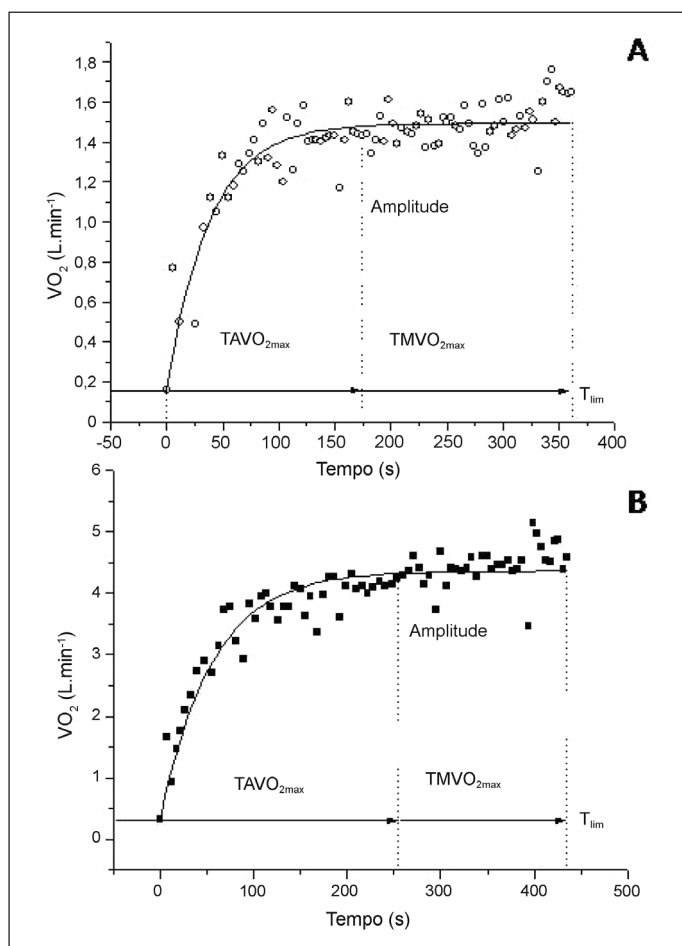 A
1,8
1,6
1,4
1,2
1,0
0,8
0,6
0,4
0,2
0
VO₂ (L.min⁻¹)
Amplitude
TAVO₂max TMVO₂max
Tlim
-50 0 50 100 150 200 250 300 350 400
Tempo (s)
B
6
5
4
3
2
1
0
VO₂ (L.min⁻¹)
Amplitude
TAVO₂max TMVO₂max
Tlim
0 100 200 300 400 500
Tempo (s)